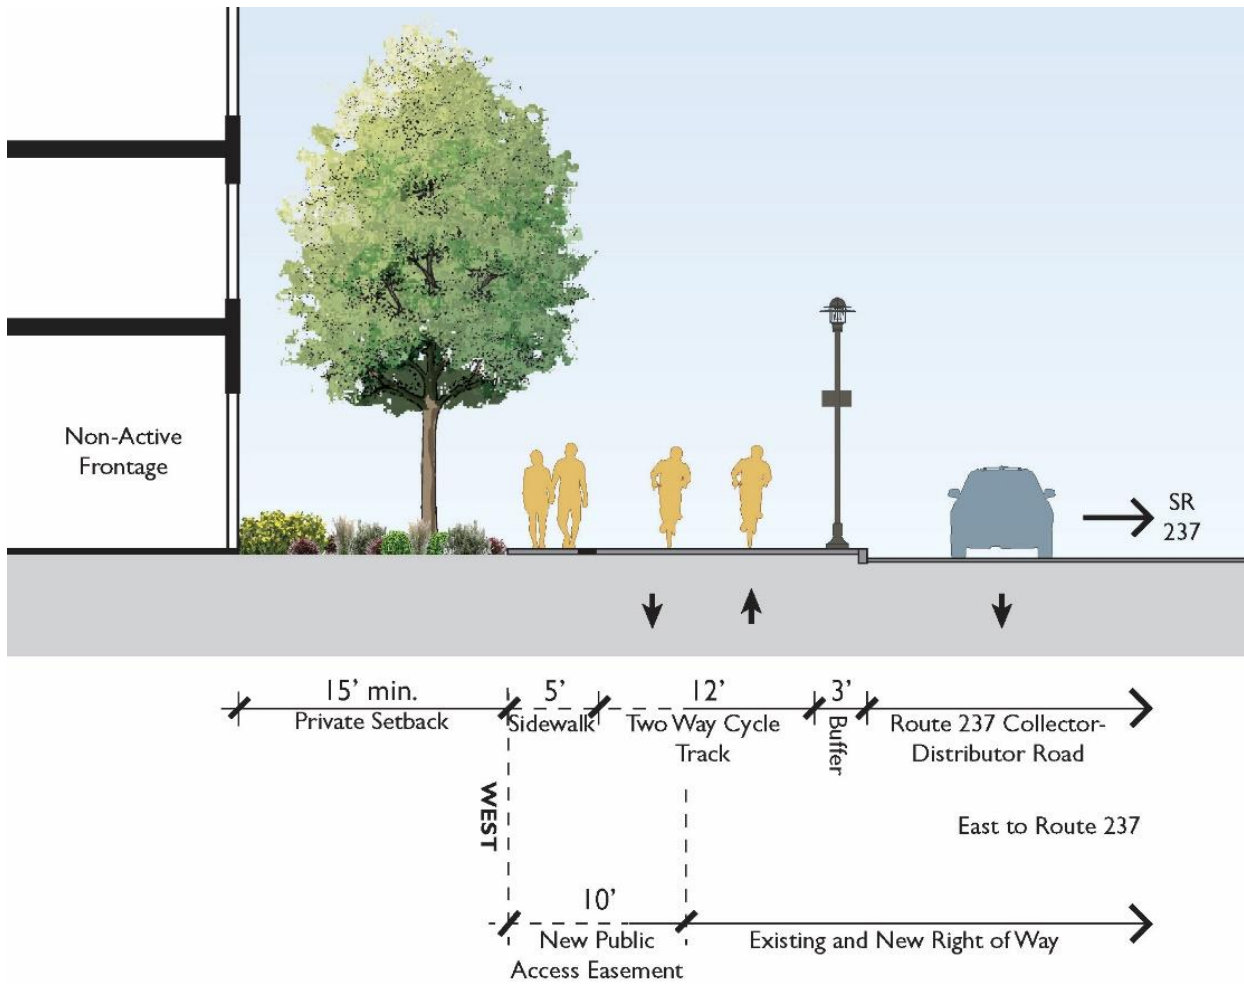 Non-Active
Frontage
SR
237
15' min.
Private Setback
5'
Sidewalk
12'
Two Way Cycle
Track
3'
Buffer
Route 237 Collector-
Distributor Road
WEST
East to Route 237
10'
New Public
Access Easement
Existing and New Right of Way